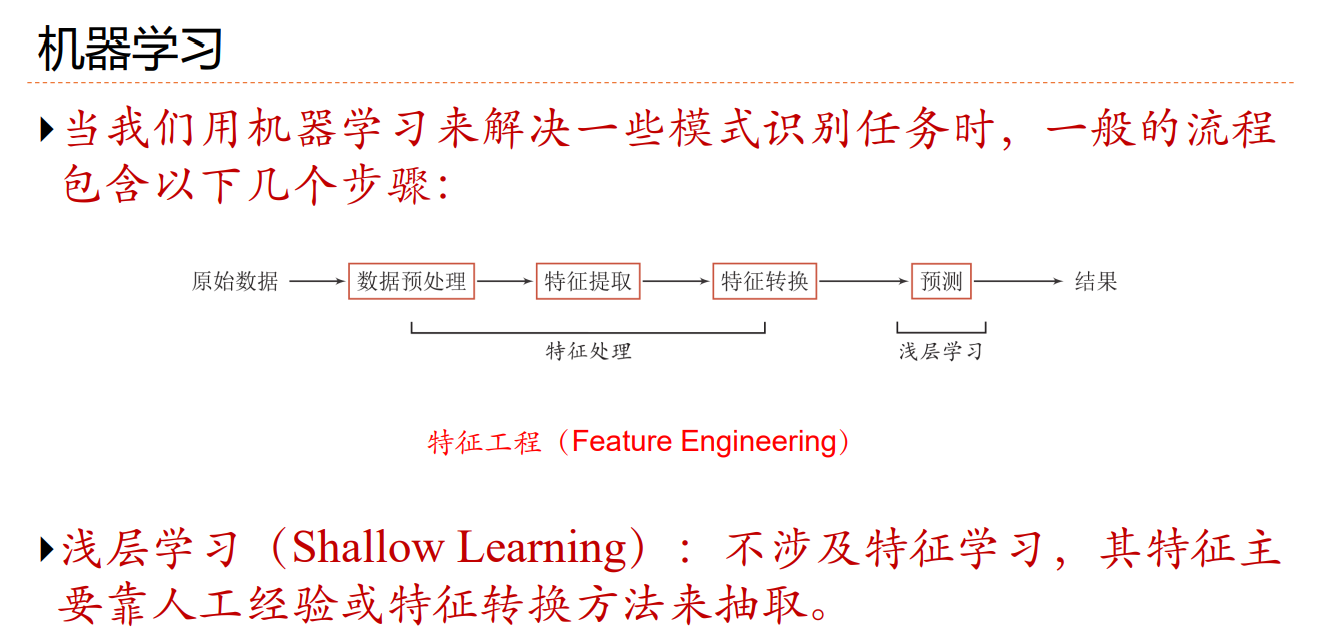 机器学习
当我们用机器学习来解决一些模式识别任务时，一般的流程
包含以下几个步骤：
原始数据 数据预处理 特征提取 特征转换 预测 结果
特征处理 浅层学习
特征工程（Feature Engineering）
浅层学习（Shallow Learning）：不涉及特征学习，其特征主
要靠人工经验或特征转换方法来抽取。